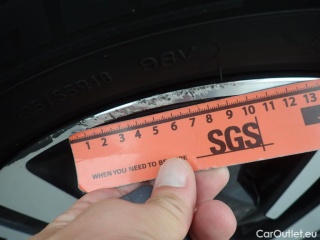 1 2 3 4 5 6 7 8 9 10 11 12 13
SGS
WHEN YOU NEED TO BE
CarOutlet.eu